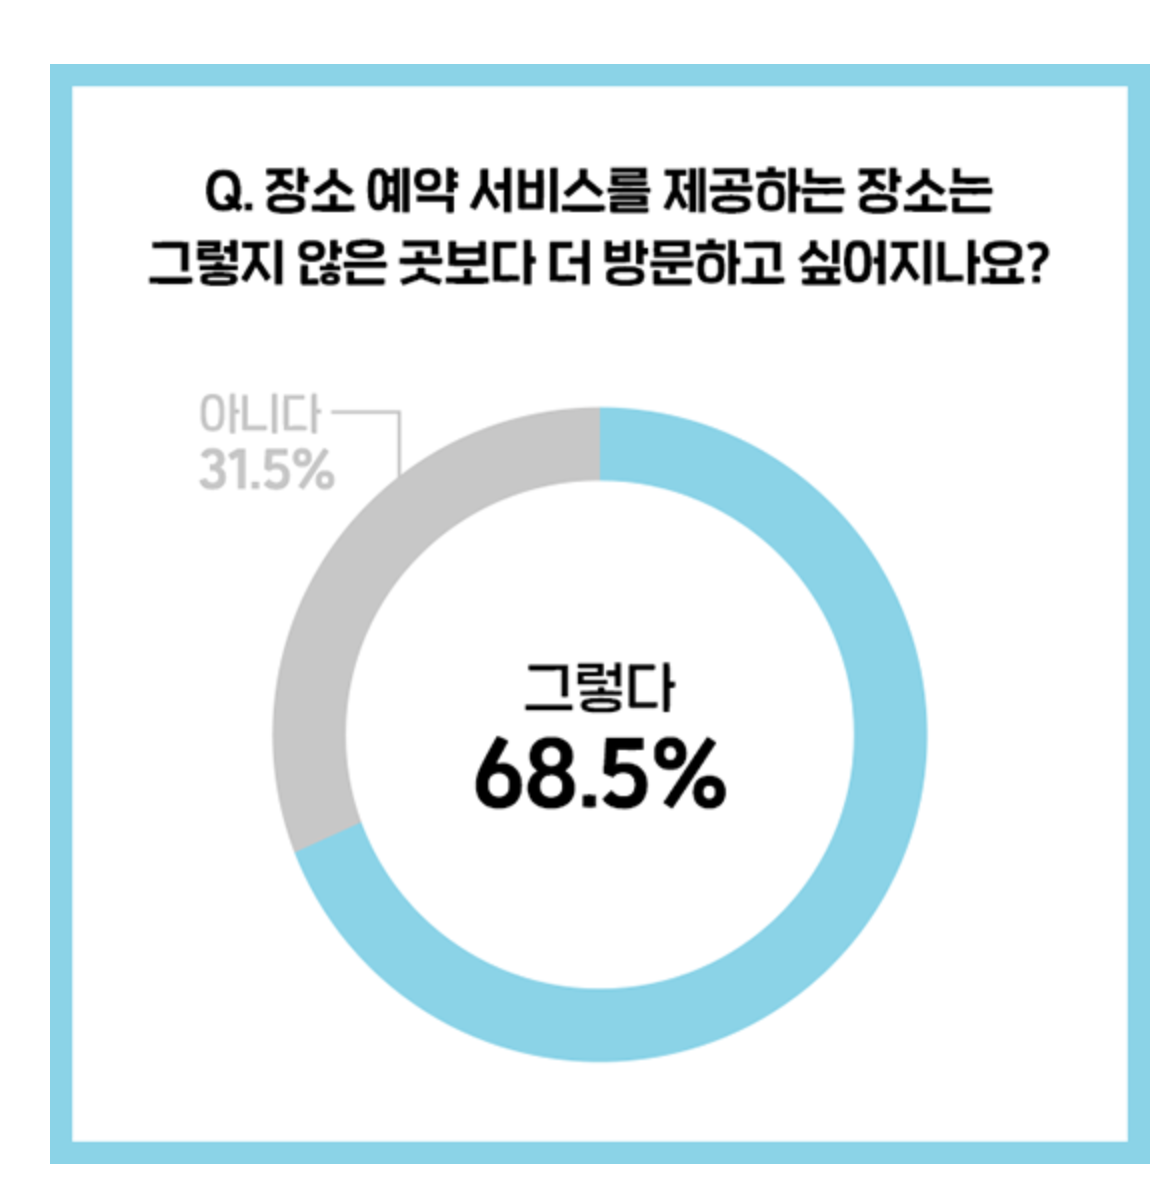 Q. 장소 예약 서비스를 제공하는 장소는
그렇지 않은 곳보다 더 방문하고 싶어지나요?
아니다
31.5%
그렇다
68.5%